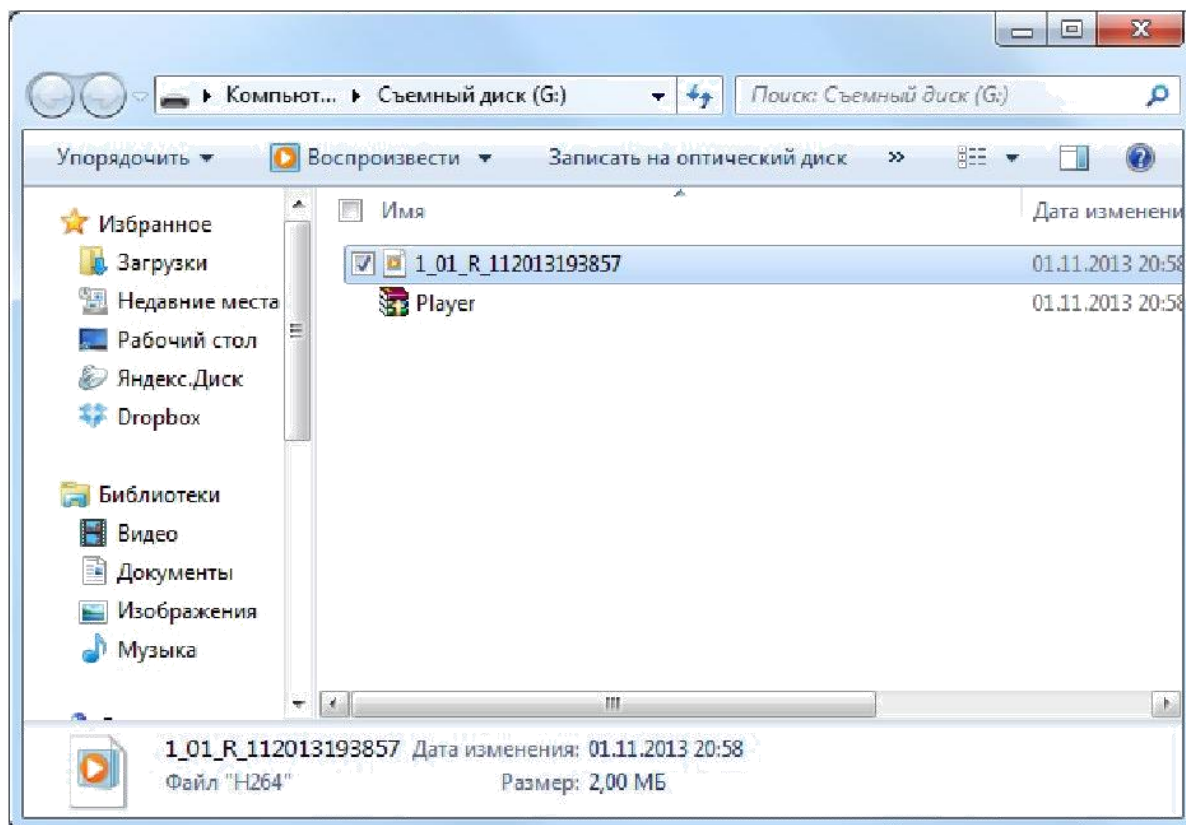 Компьют... Съемный диск (G:) Поиск: Съемный диск (G:)
Упорядочить Воспроизвести Записать на оптический диск »
Избранное
Загрузки
Недавние места
Рабочий стол
Яндекс.Диск
Dropbox
Библиотеки
Видео
Документы
Изображения
Музыка
Имя Дата изменени
1_01_R_112013193857 01.11.2013 20:58
Player 01.11.2013 20:58
1_01_R_112013193857 Дата изменения: 01.11.2013 20:58
Файл "H264" Размер: 2,00 МБ